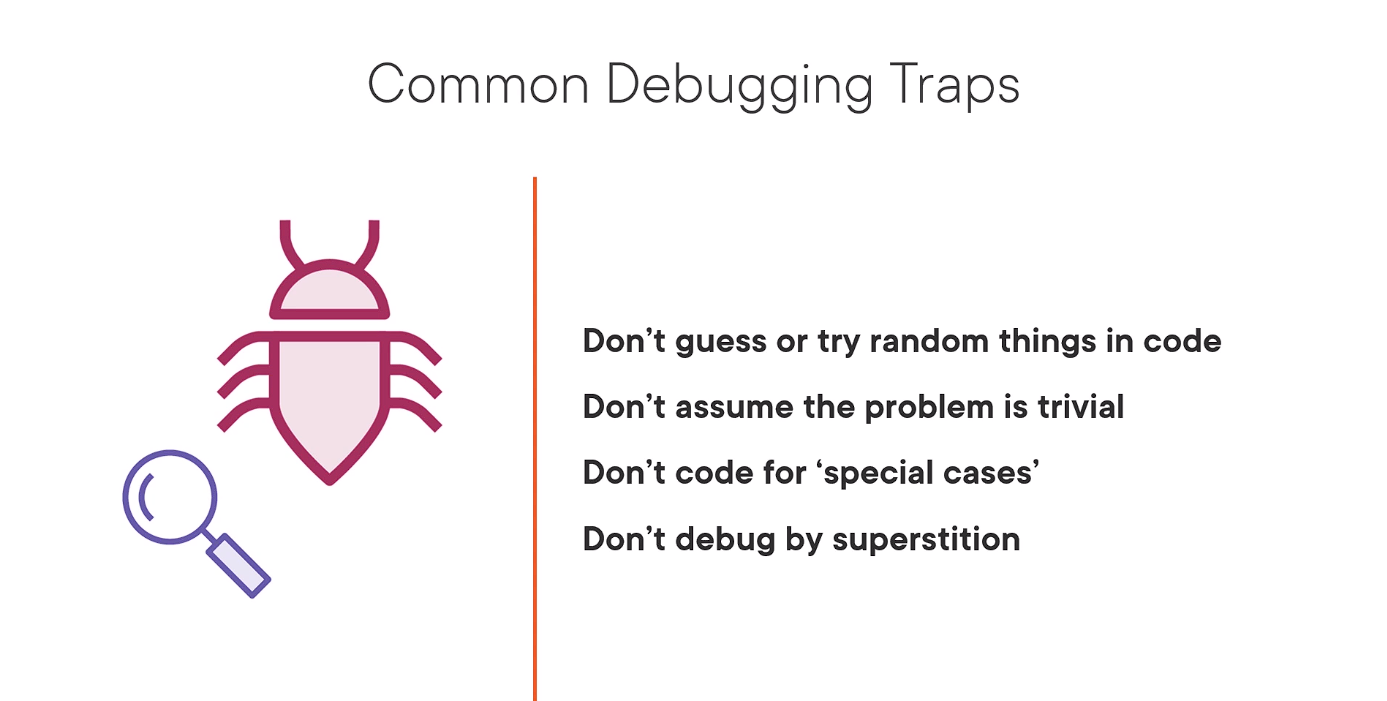 Common Debugging Traps
Don’t guess or try random things in code
Don’t assume the problem is trivial
Don’t code for ‘special cases’
Don’t debug by superstition